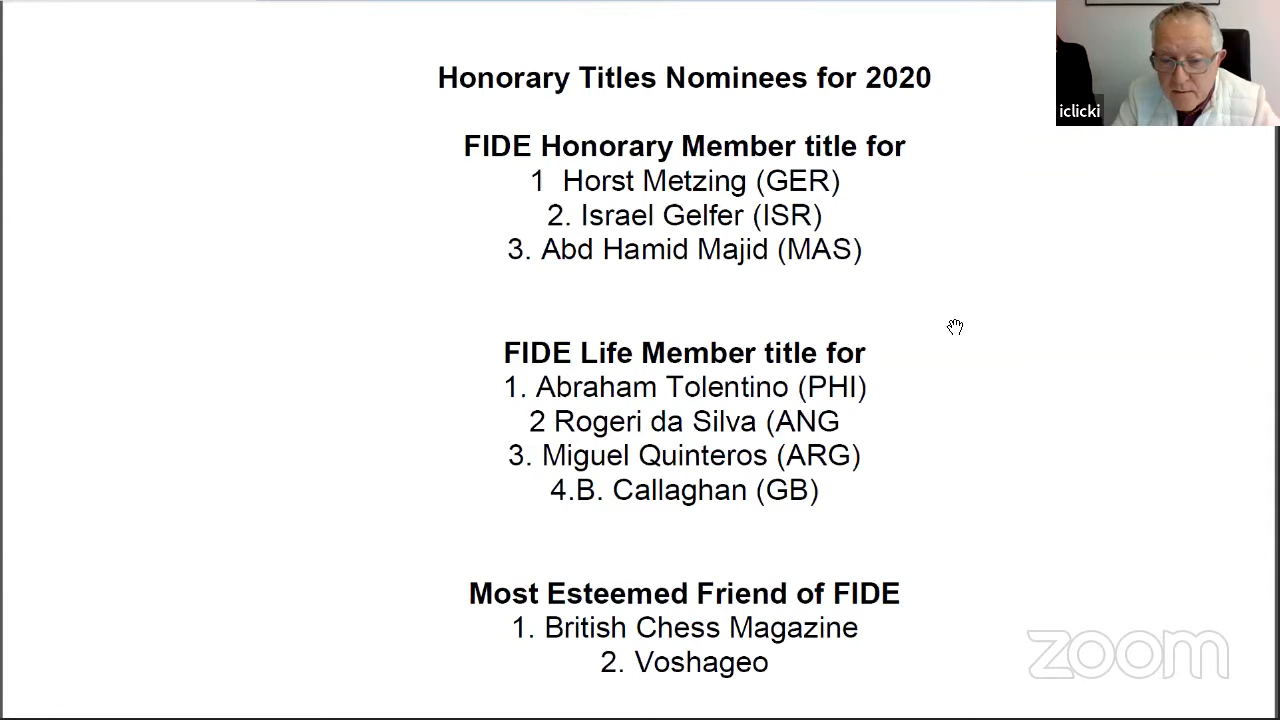 Honorary Titles Nominees for 2020
iclicki
FIDE Honorary Member title for
1 Horst Metzing (GER)
2. Israel Gelfer (ISR)
3. Abd Hamid Majid (MAS)
FIDE Life Member title for
1. Abraham Tolentino (PHI)
2 Rogeri da Silva (ANG
3. Miguel Quinteros (ARG)
4.B. Callaghan (GB)
Most Esteemed Friend of FIDE
1. British Chess Magazine
2. Voshageo
zoom